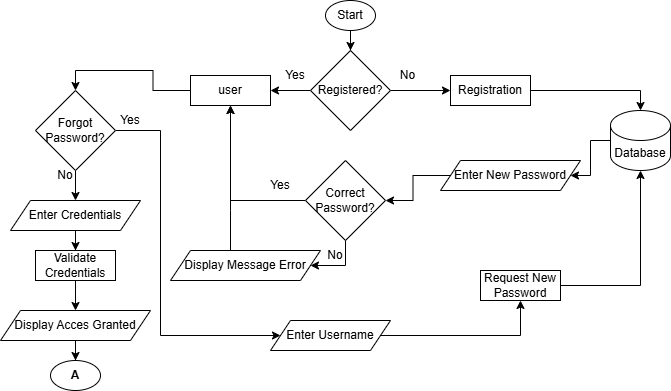 Start
Registered?
Yes
No
user
Registration
Database
Forgot
Password?
Yes
No
Enter New Password
Correct
Password?
Yes
No
Display Message Error
Enter Credentials
Validate
Credentials
Display Acces Granted
A
Enter Username
Request New
Password